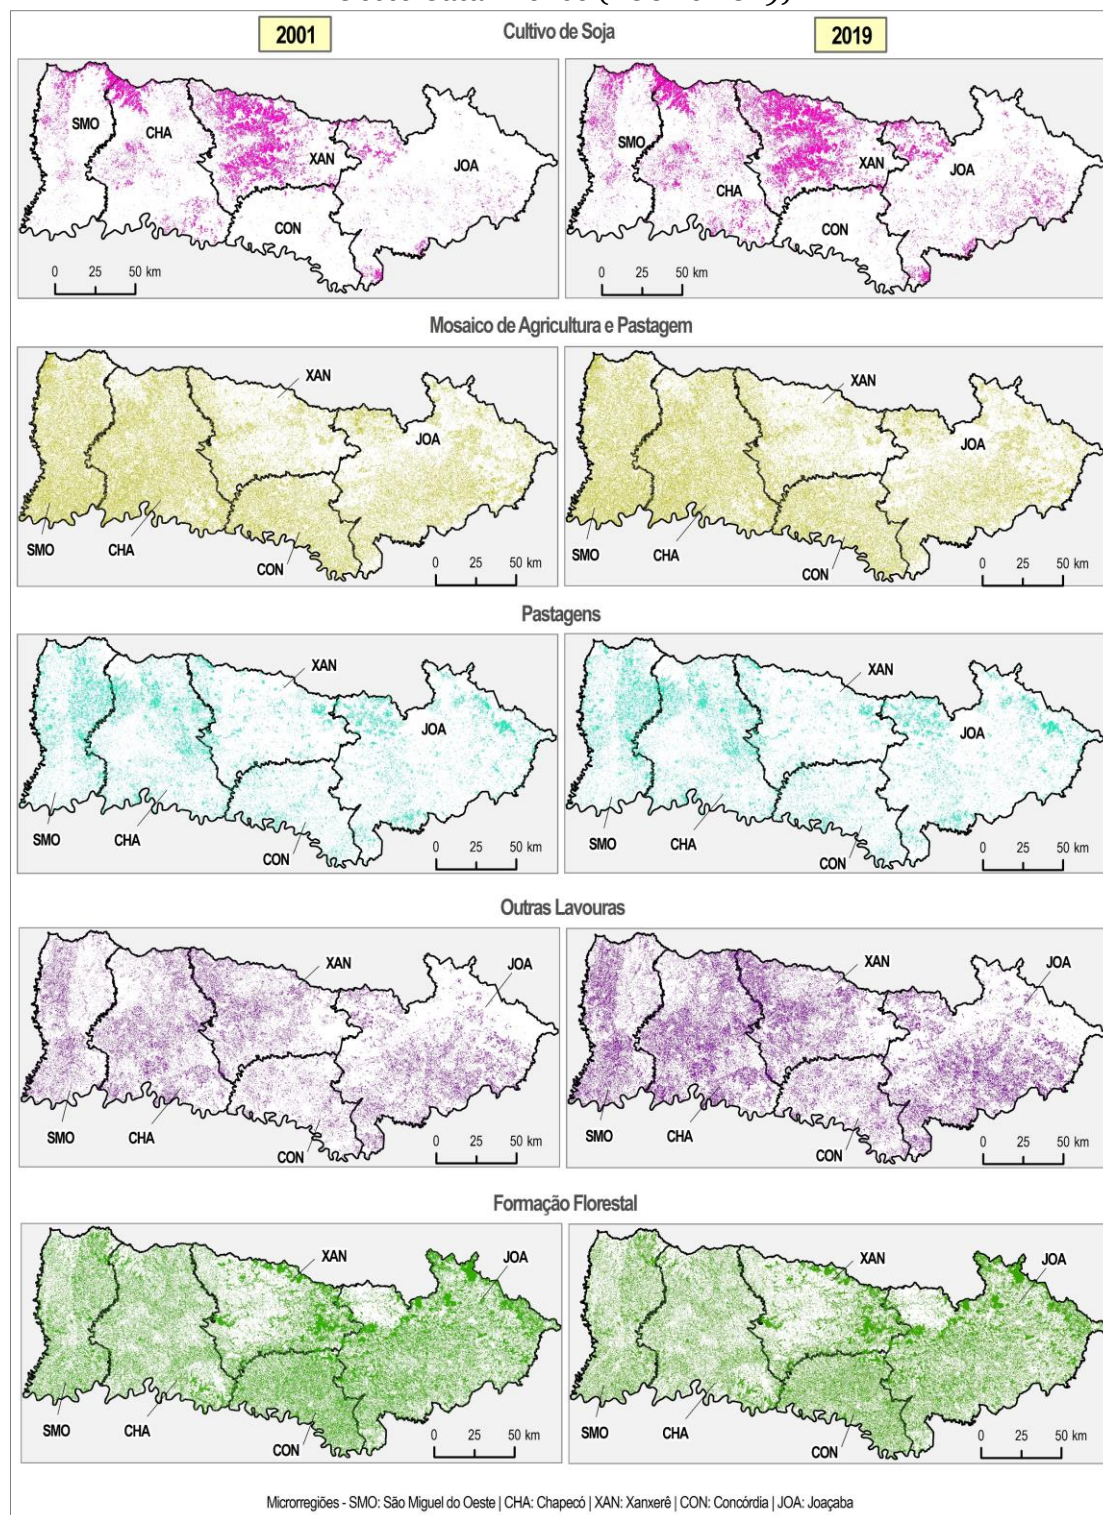 2001
Cultivo de Soja
2019
SMO
CHA
XAN
JOA
CON
0 25 50 km
SMO
CHA
XAN
JOA
CON
0 25 50 km
Mosaico de Agricultura e Pastagem
XAN
JOA
SMO
CHA
CON
0 25 50 km
XAN
JOA
SMO
CHA
CON
0 25 50 km
Pastagens
XAN
JOA
SMO
CHA
CON
0 25 50 km
XAN
JOA
SMO
CHA
CON
0 25 50 km
Outras Lavouras
XAN
JOA
SMO
CHA
CON
0 25 50 km
XAN
JOA
SMO
CHA
CON
0 25 50 km
Formação Florestal
XAN
JOA
SMO
CHA
CON
0 25 50 km
XAN
JOA
SMO
CHA
CON
0 25 50 km
Microrregiões - SMO: São Miguel do Oeste | CHA: Chapecó | XAN: Xanxerê | CON: Concórdia | JOA: Joaçaba